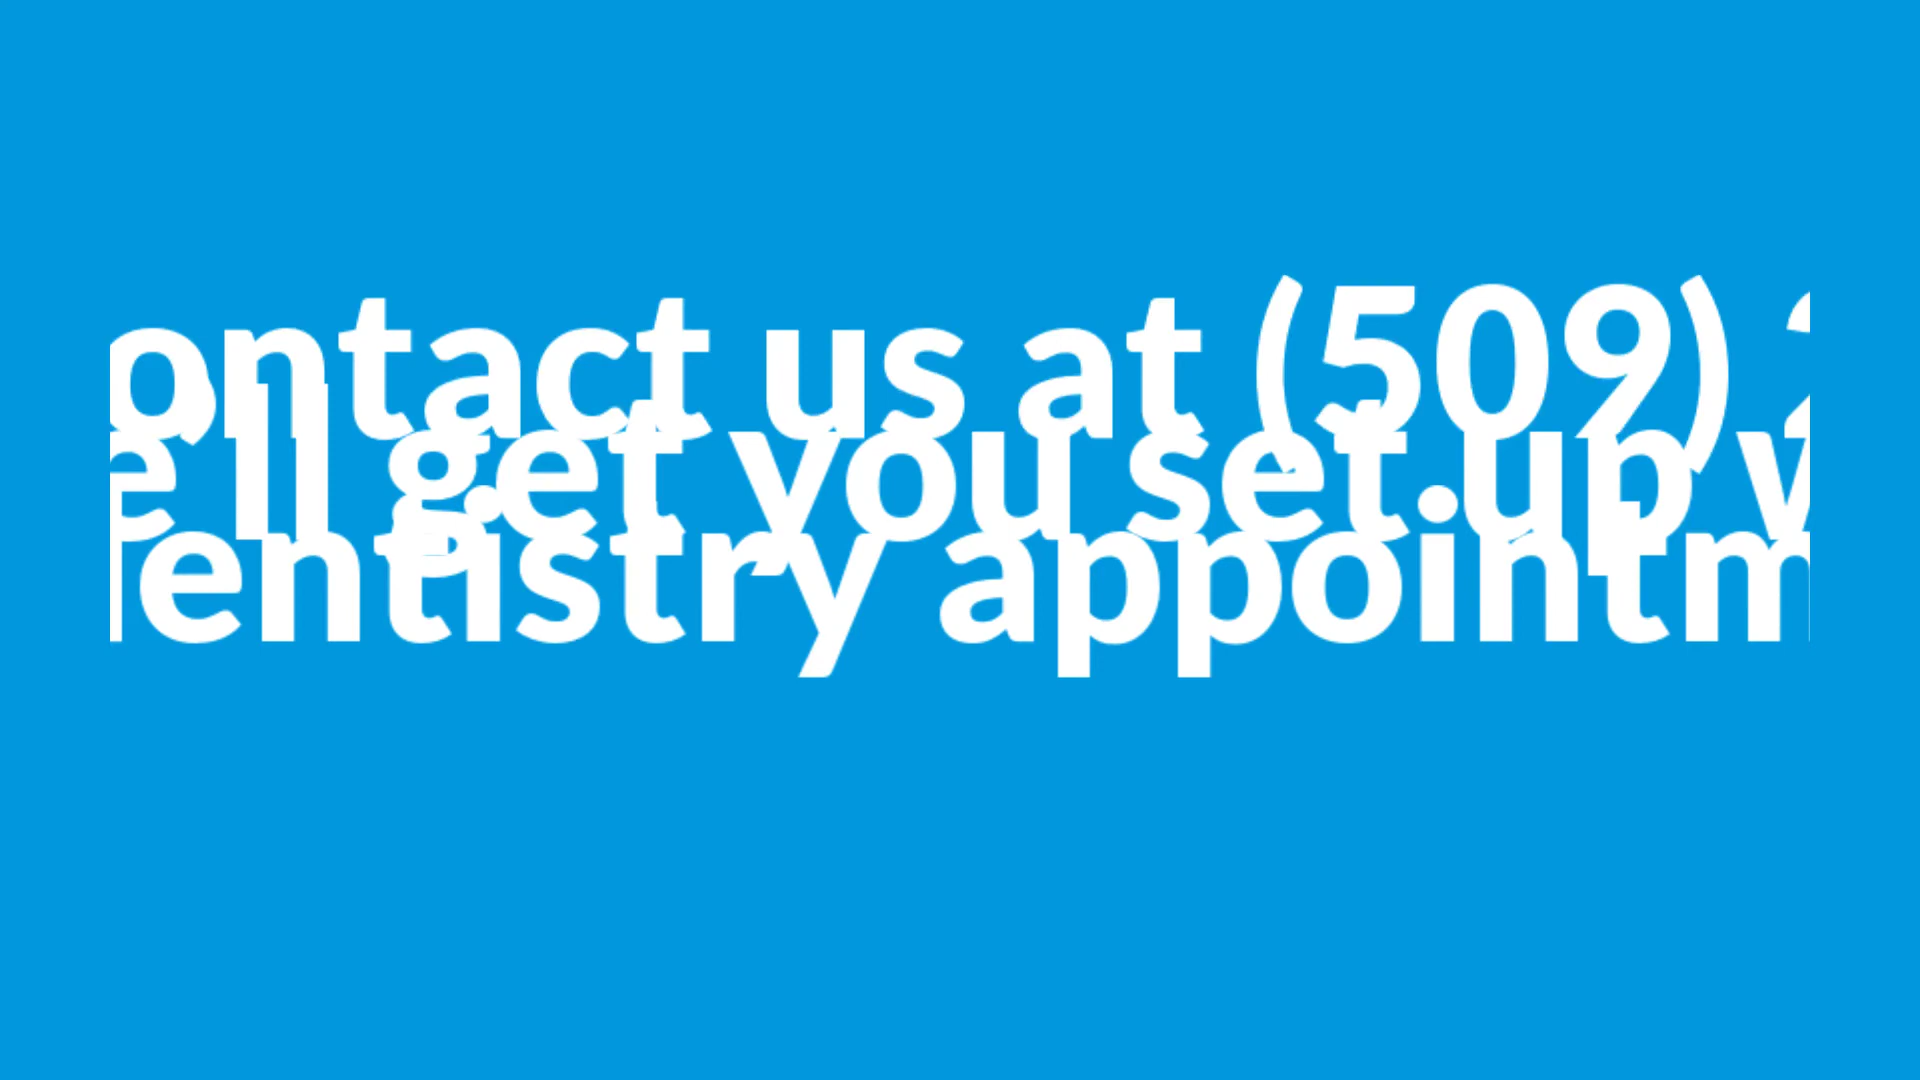 ontact us at (509)
e'll get you set up
entistry appointm